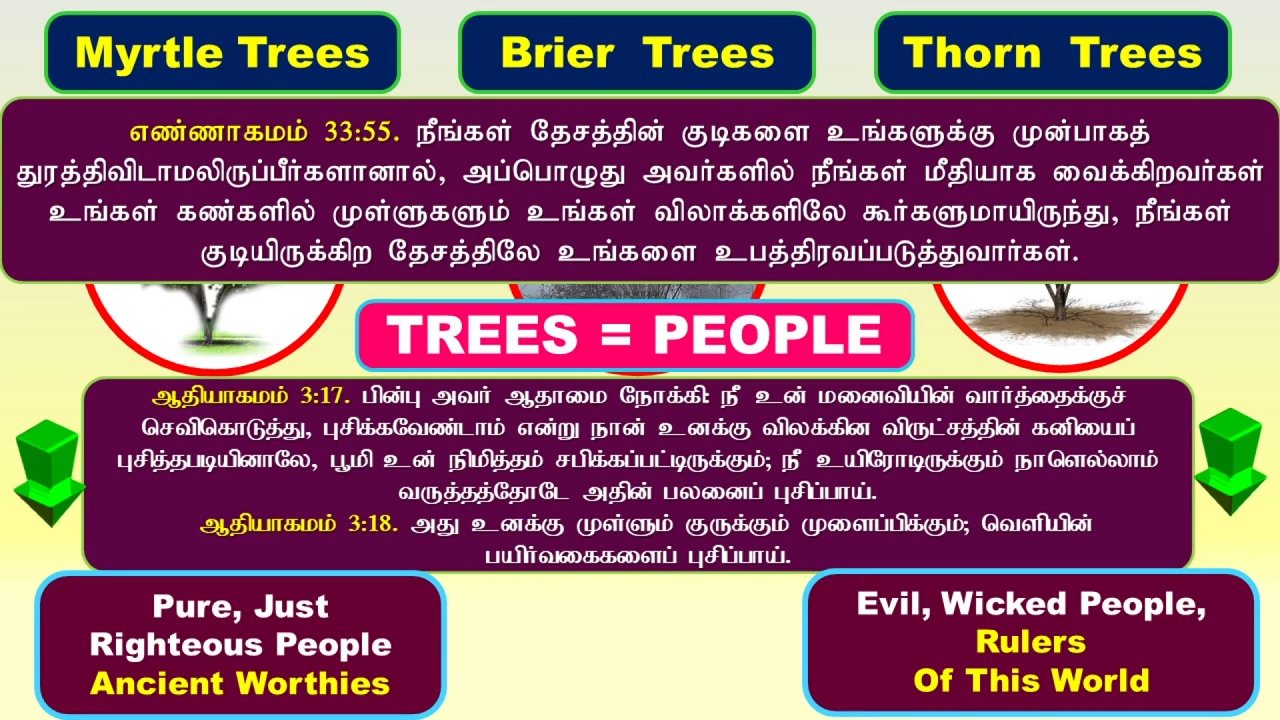 Myrtle Trees
Brier Trees
Thorn Trees
எண்ணாகமம் 33:55. நீங்கள் தேசத்தின் குடிகளை உங்களுக்கு முன்பாகத்
துரத்திவிடாமலிருப்பீர்களானால், அப்பொழுது அவர்களில் நீங்கள் மீதியாக வைக்கிறவர்கள்
உங்கள் கண்களில் முள்ளுகளும் உங்கள் விலாக்களிலே கூர்களுமாயிருந்து, நீங்கள்
குடியிருக்கிற தேசத்திலே உங்களை உபத்திரவப்படுத்துவார்கள்.
TREES = PEOPLE
ஆதியாகமம் 3:17. பின்பு அவர் ஆதாமை நோக்கி: நீ உன் மனைவியின் வார்த்தைக்குச்
செவிகொடுத்து, புசிக்கவேண்டாம் என்று நான் உனக்கு விலக்கின விருட்சத்தின் கனியைப்
புசித்தபடியினாலே, பூமி உன் நிமித்தம் சபிக்கப்பட்டிருக்கும்; நீ உயிரோடிருக்கும் நாளெல்லாம்
வருத்தத்தோடே அதின் பலனைப் புசிப்பாய்.
ஆதியாகமம் 3:18. அது உனக்கு முள்ளும் குருக்கும் முளைப்பிக்கும்; வெளியின்
பயிர்வகைகளைப் புசிப்பாய்.
Pure, Just
Righteous People
Ancient Worthies
Evil, Wicked People,
Rulers
Of This World